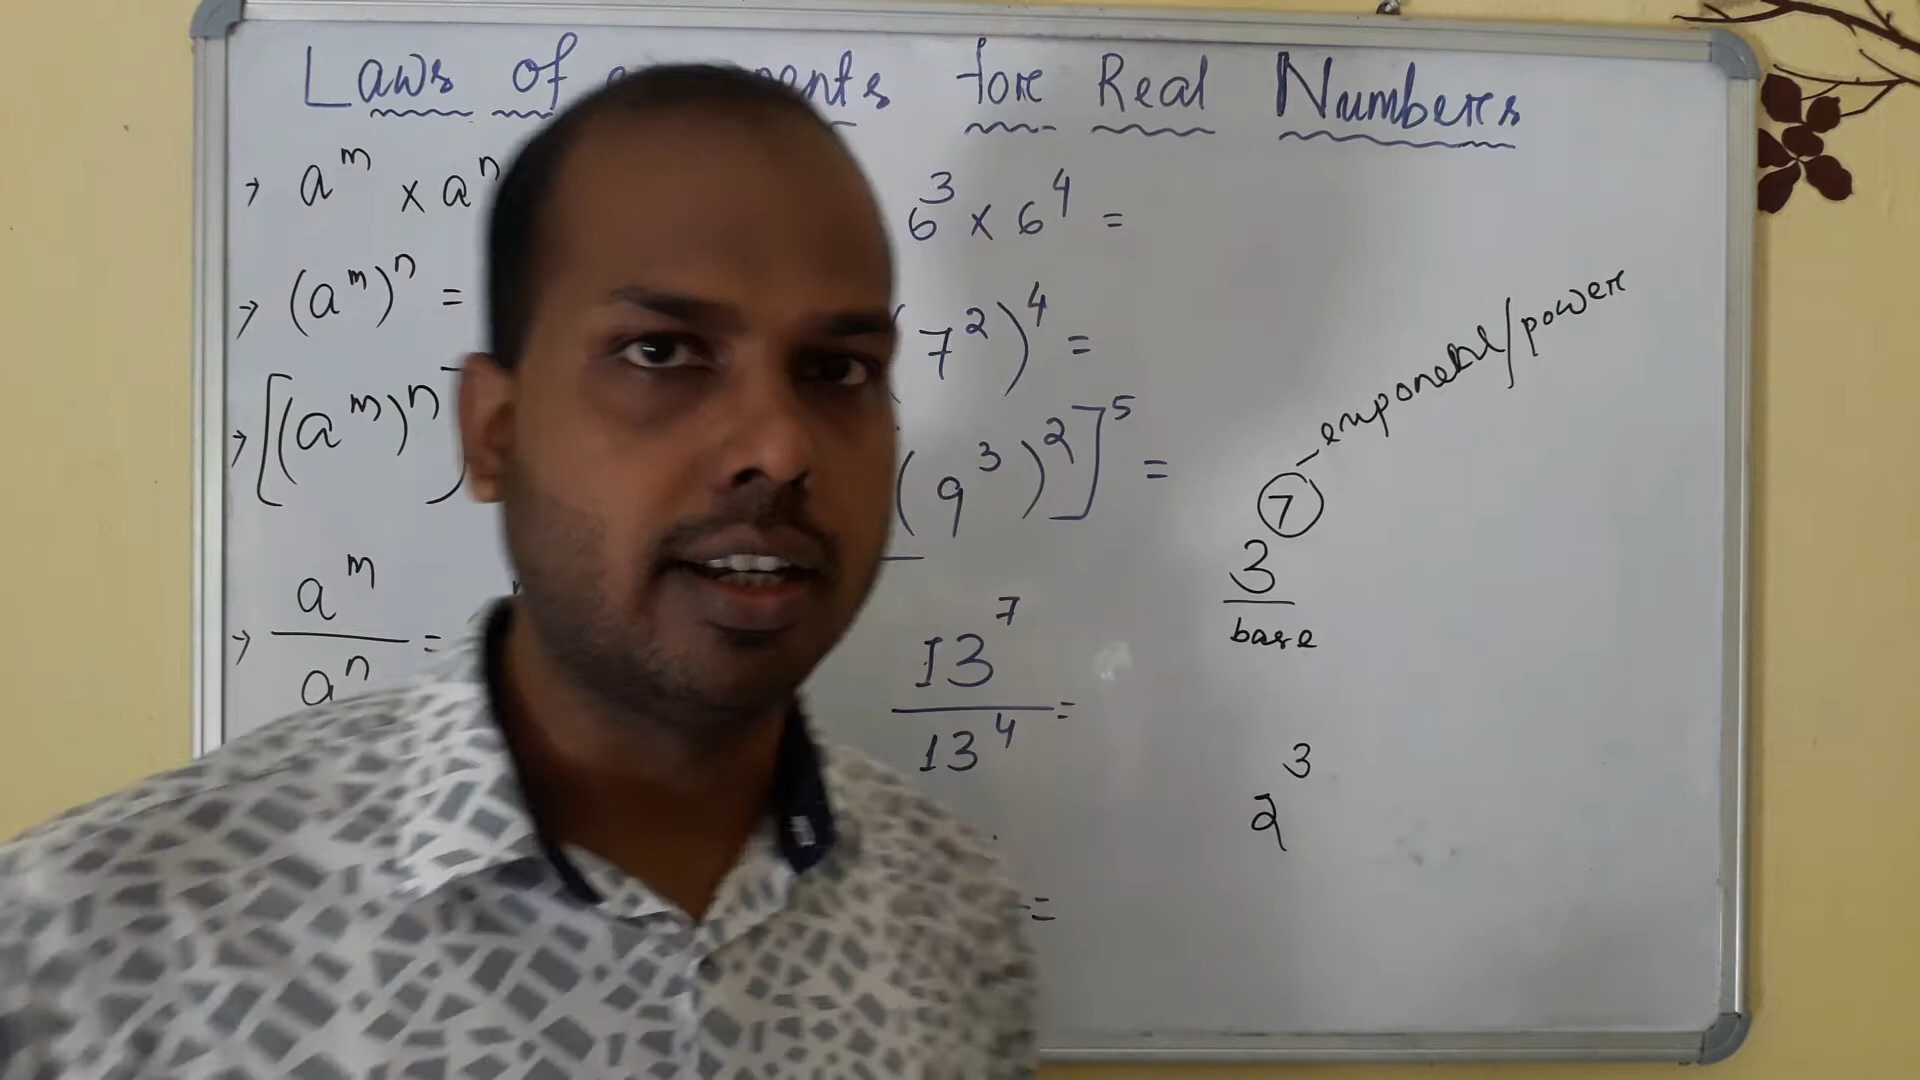 Laws of for Real Numbers
→ a^m × a^n
6^3 × 6^4 =
→ (a^m)^n =
(7^2)^4 =
→ [(a^m)^n]
(9^3)^2]^5 =
→ a^m / a^n =
13^7 / 13^4 =
=
exponent/power
3^7
base
2^3